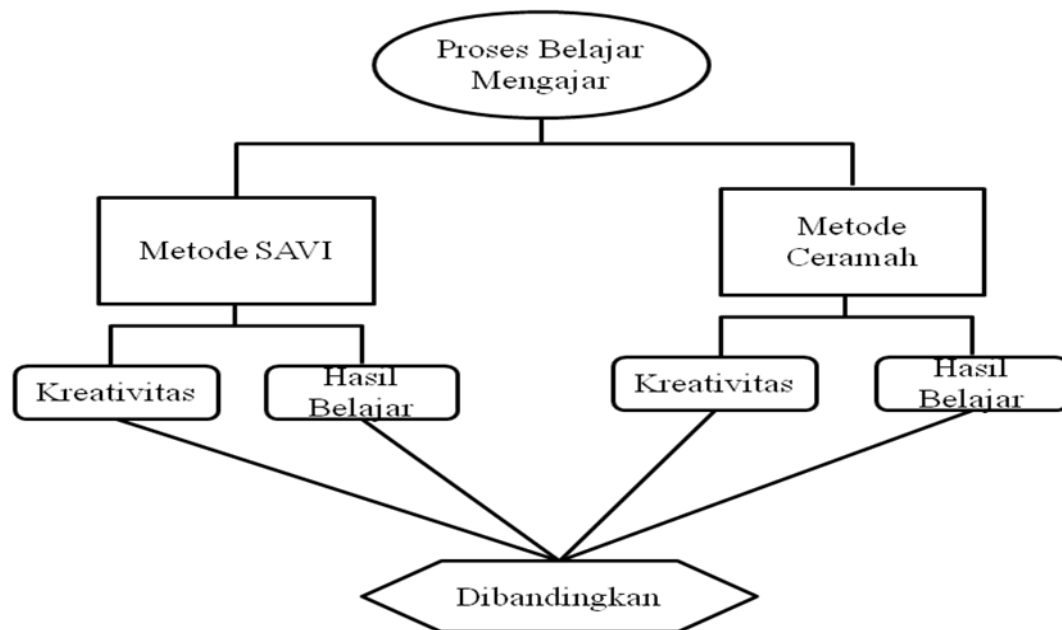 Proses Belajar
Mengajar
Metode SAVI
Metode
Ceramah
Kreativitas
Hasil
Belajar
Kreativitas
Hasil
Belajar
Dibandingkan